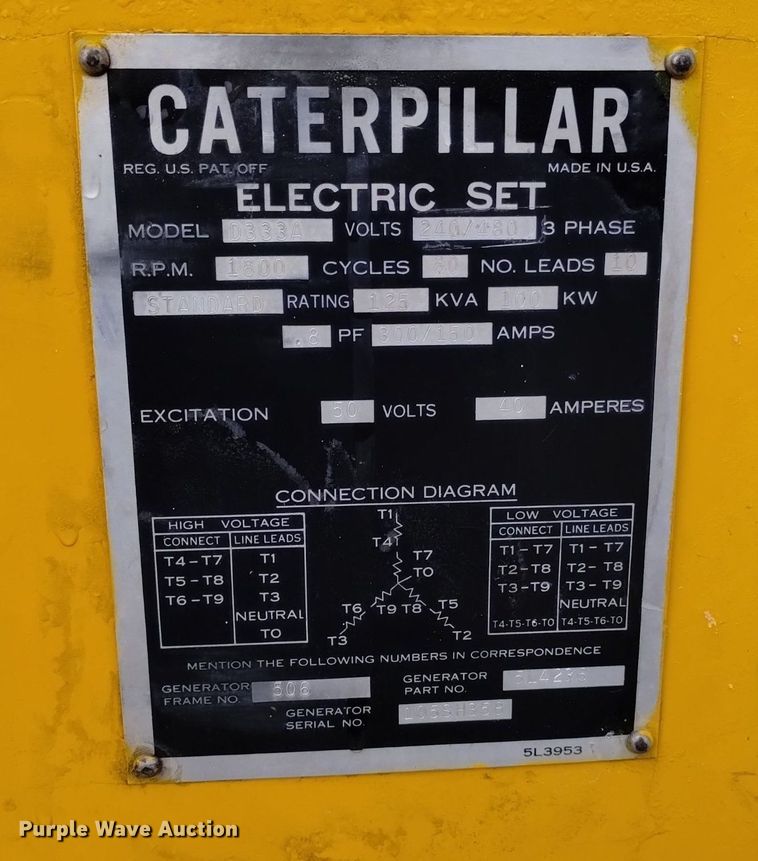 CATERPILLAR
REG. U.S. PAT. OFF MADE IN U.S.A.
ELECTRIC SET
MODEL D333A VOLTS 240/480 3 PHASE
R.P.M. 1800 CYCLES 60 NO. LEADS 10
STANDARD RATING 125 KVA 100 KW
.8 PF 300/150 AMPS
EXCITATION 50 VOLTS 40 AMPERES
CONNECTION DIAGRAM
HIGH VOLTAGE
CONNECT LINE LEADS
T4-T7 T1
T5-T8 T2
T6-T9 T3
NEUTRAL
TO
T1
T4
T7
TO
T6 T9 T8 T5
T3 T2
LOW VOLTAGE
CONNECT LINE LEADS
T1-T7 T1-T7
T2-T8 T2-T8
T3-T9 T3-T9
NEUTRAL
T4-T5-T6-TO T4-T5-T6-TO
MENTION THE FOLLOWING NUMBERS IN CORRESPONDENCE
GENERATOR FRAME NO. 506
GENERATOR PART NO.
GENERATOR SERIAL NO.
5L3953
Purple Wave Auction